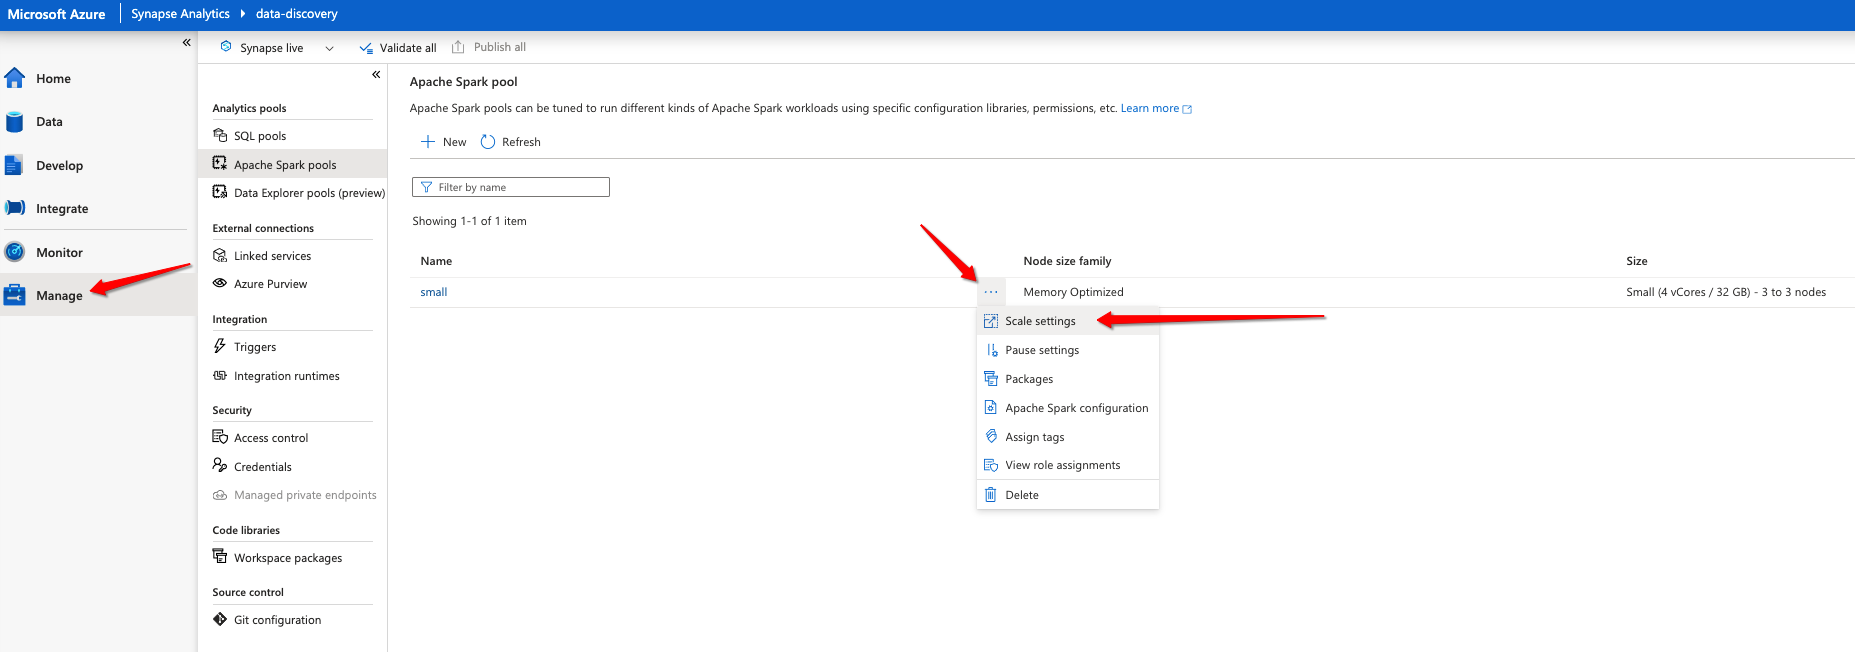 Microsoft Azure
Synapse Analytics
data-discovery
Home
Data
Develop
Integrate
Monitor
Manage
Synapse live
Validate all
Publish all
Analytics pools
SQL pools
Apache Spark pools
Data Explorer pools (preview)
External connections
Linked services
Azure Purview
Integration
Triggers
Integration runtimes
Security
Access control
Credentials
Managed private endpoints
Code libraries
Workspace packages
Source control
Git configuration
Apache Spark pool
Apache Spark pools can be tuned to run different kinds of Apache Spark workloads using specific configuration libraries, permissions, etc. Learn more
New
Refresh
Filter by name
Showing 1-1 of 1 item
Name
Node size family
Size
small
Memory Optimized
Small (4 vCores / 32 GB) - 3 to 3 nodes
Scale settings
Pause settings
Packages
Apache Spark configuration
Assign tags
View role assignments
Delete